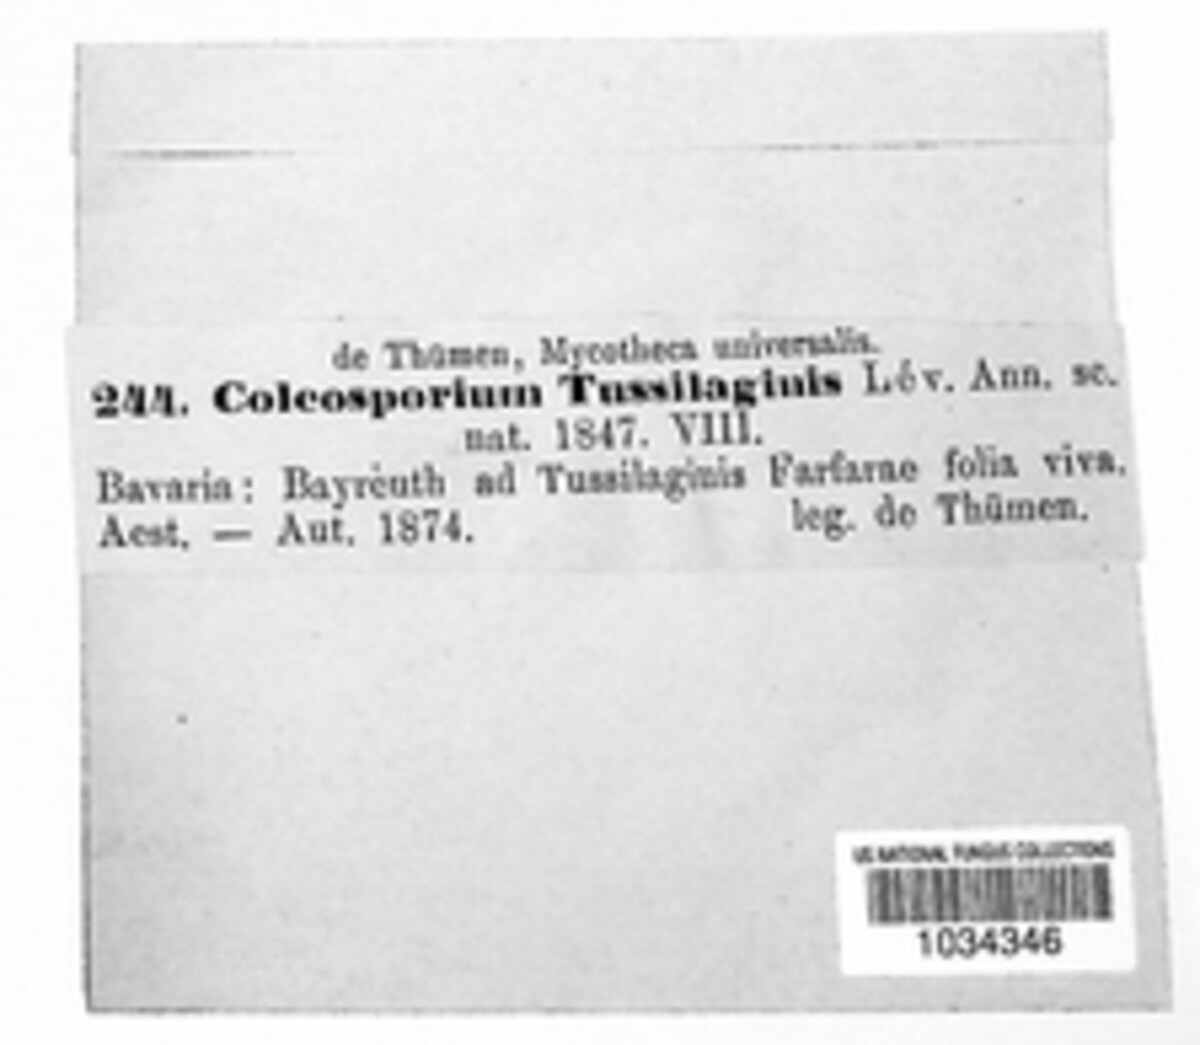 de Thümen, Mycotheca universalis.
244. Coleosporium Tussilaginis Lév. Ann. sc.
nat. 1847. VIII.
Bavaria: Bayreuth ad Tussilaginis Farfarae folia viva.
Aest. — Aut. 1874. leg. de Thümen.
US NATIONAL FUNGUS COLLECTIONS
1034346